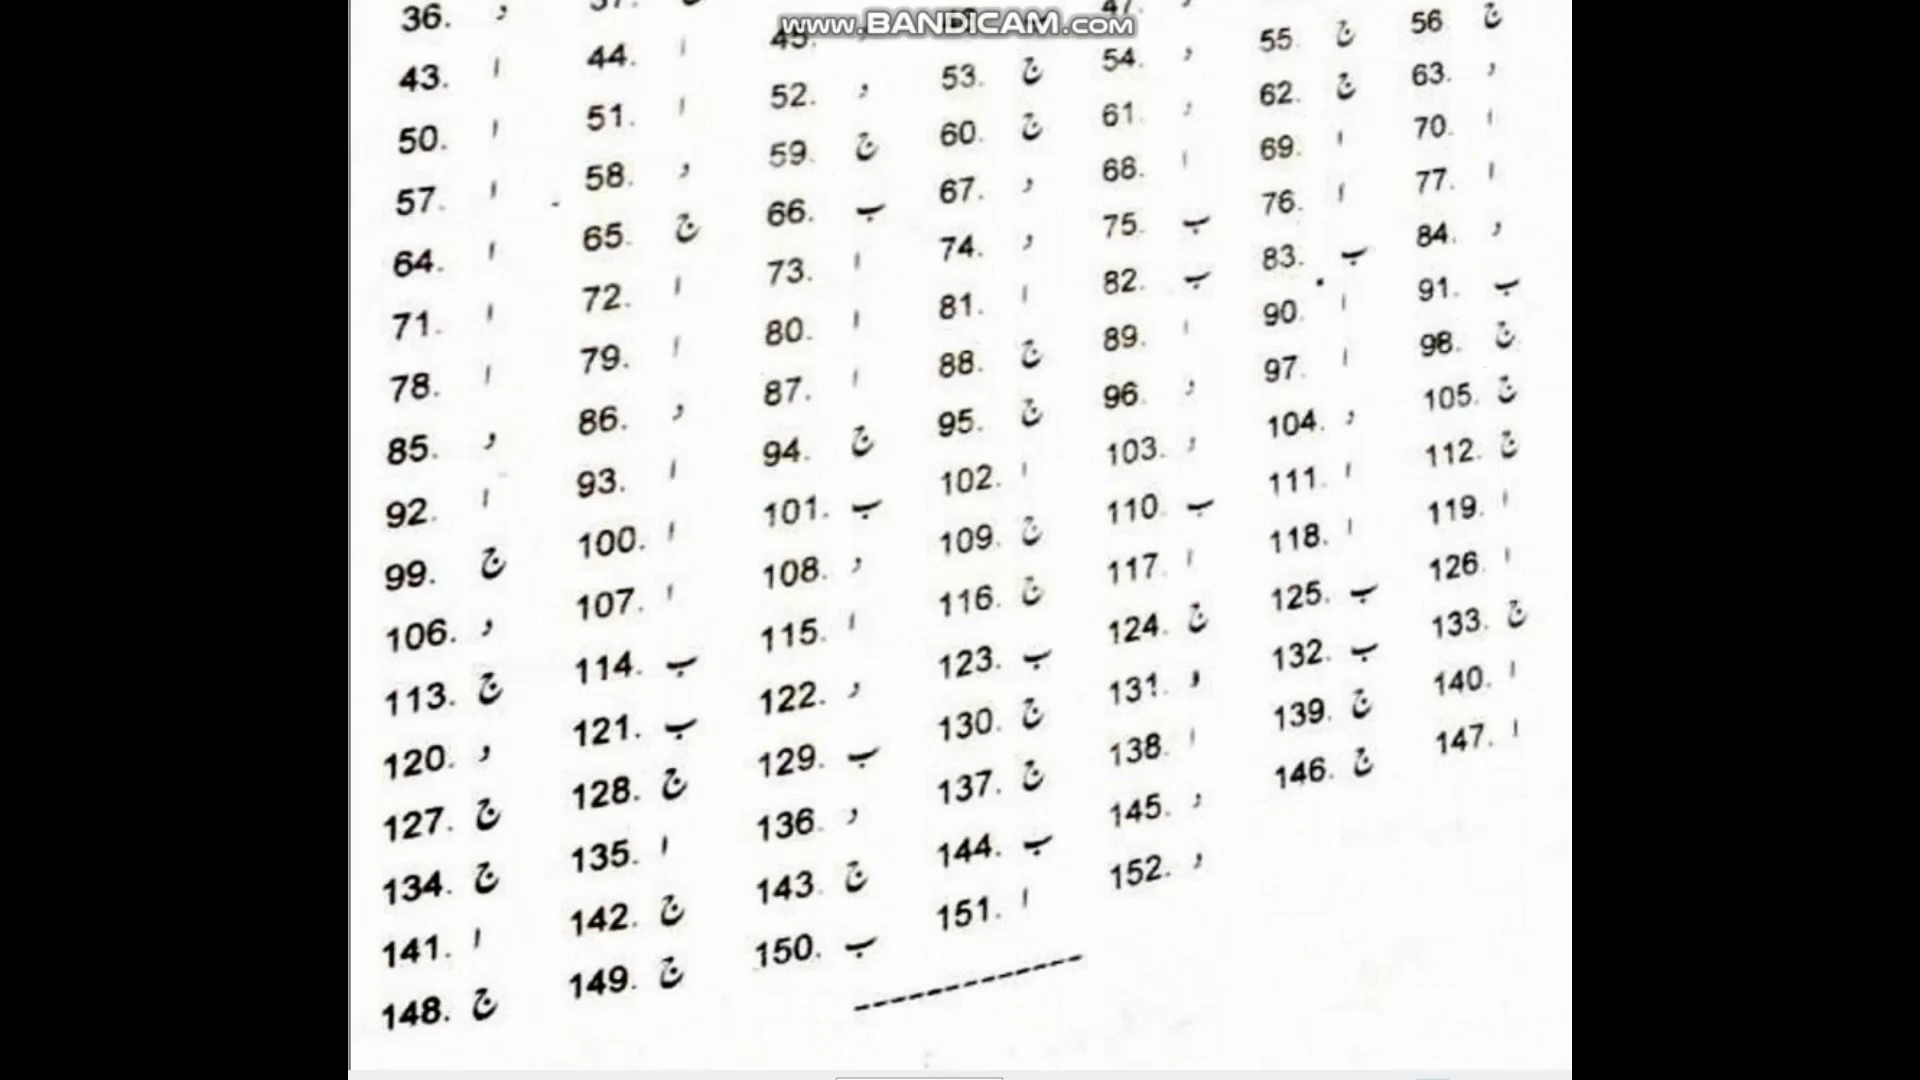 www.BANDICAM.com
36. د 37.
43. ا 44. ا 45. 47.
50. ا 51. ا 52. د 53. ج 54. د 55. ج 56. ج
57. ا 58. د 59. ج 60. ج 61. د 62. ج 63. د
64. ا 65. ج 66. ب 67. د 68. ا 69. ا 70. ا
71. ا 72. ا 73. ا 74. د 75. ب 76. ا 77. ا
78. ا 79. ا 80. ا 81. ا 82. ب 83. ب 84. د
85. د 86. د 87. ا 88. ج 89. ا 90. ا 91. ب
92. ا 93. ا 94. ج 95. ج 96. د 97. ا 98. ج
99. ج 100. ا 101. ب 102. ا 103. د 104. د 105. ج
106. د 107. ا 108. د 109. ج 110. ب 111. ا 112. ج
113. ج 114. ب 115. ا 116. ج 117. ا 118. ا 119. ا
120. د 121. ب 122. د 123. ب 124. ج 125. ب 126. ا
127. ج 128. ج 129. ب 130. ج 131. د 132. ب 133. ج
134. ج 135. ا 136. د 137. ج 138. ا 139. ج 140. ا
141. ا 142. ج 143. ج 144. ب 145. د 146. ج 147. ا
148. ج 149. ج 150. ب 151. ا 152. د